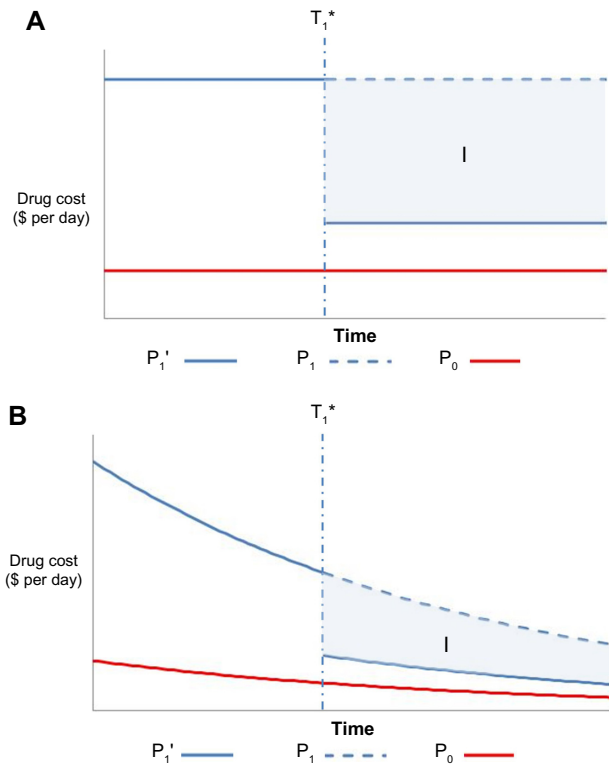 A
T₁*
I
Drug cost
($ per day)
Time
P₁' P₁ P₀
B
T₁*
Drug cost
($ per day)
I
Time
P₁' P₁ P₀